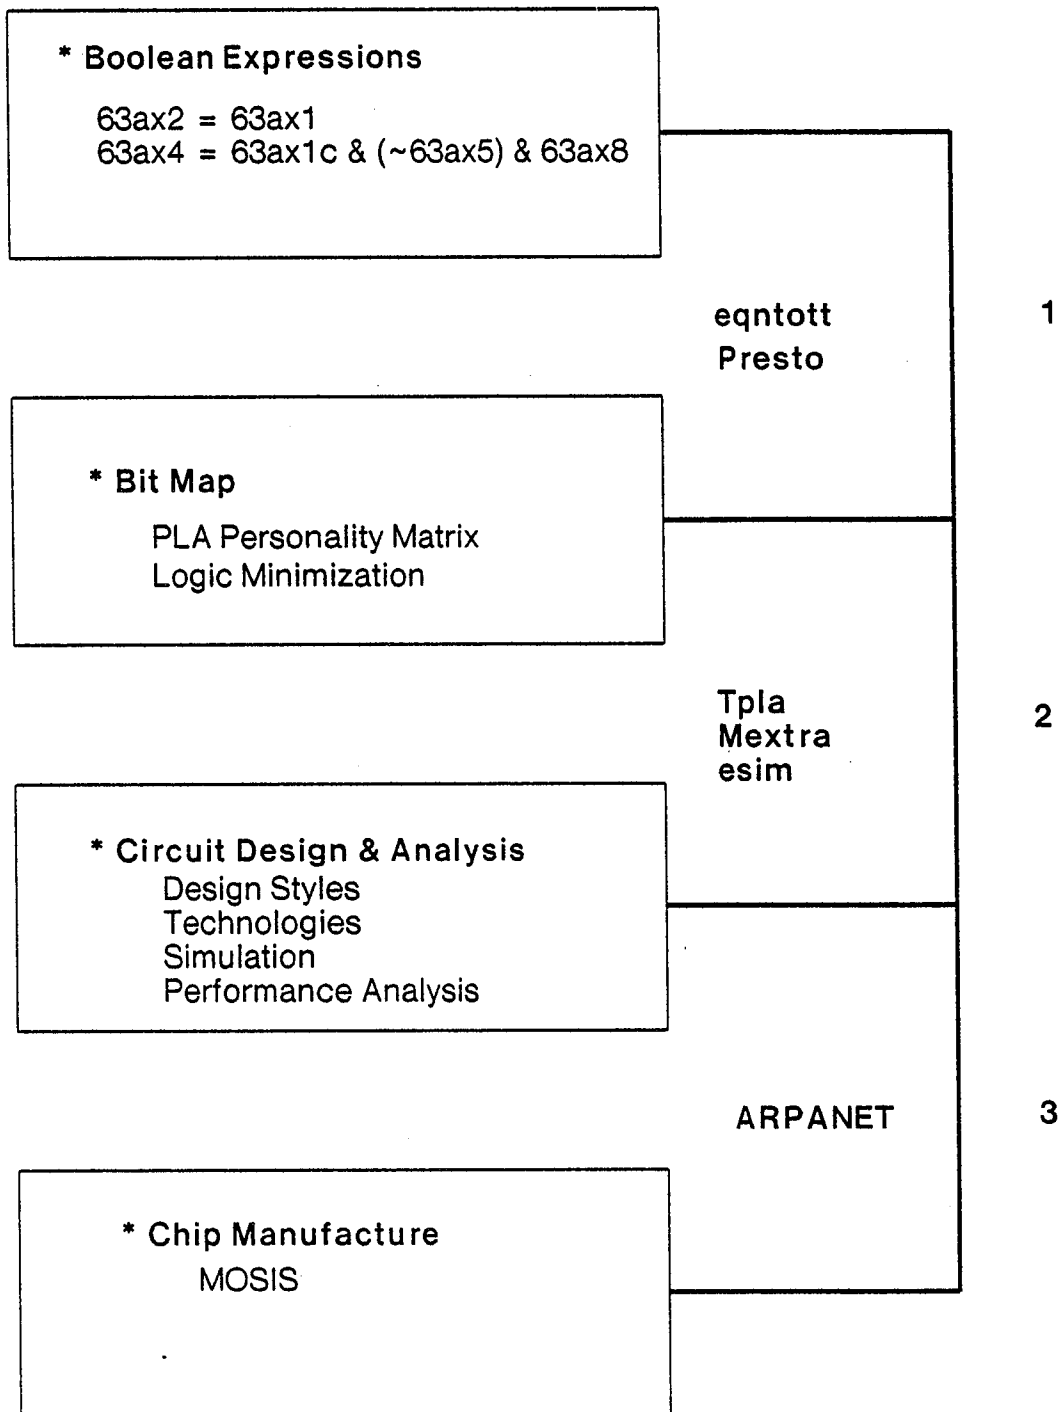 * Boolean Expressions
63ax2 = 63ax1
63ax4 = 63ax1c & (~63ax5) & 63ax8
eqntott
Presto
1
* Bit Map
PLA Personality Matrix
Logic Minimization
Tpla
Mextra
esim
2
* Circuit Design & Analysis
Design Styles
Technologies
Simulation
Performance Analysis
ARPANET
3
* Chip Manufacture
MOSIS